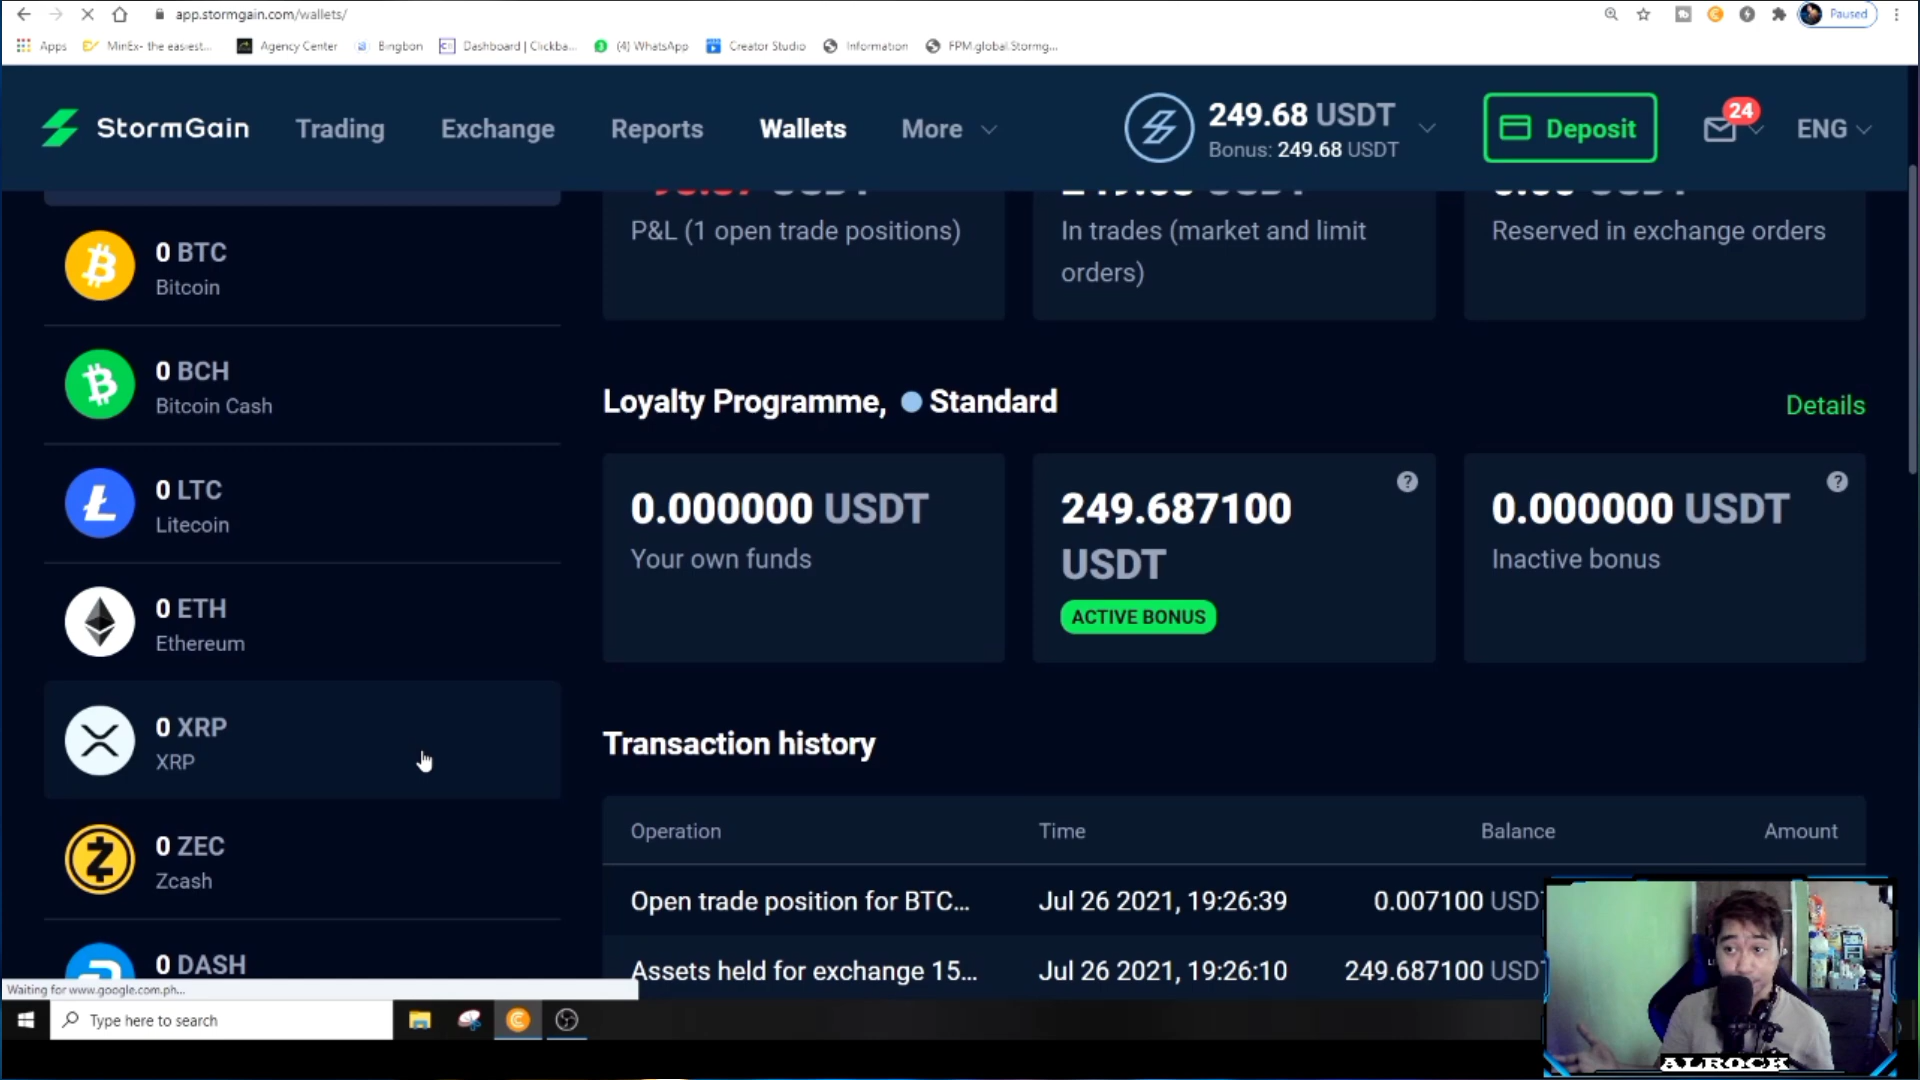 app.stormgain.com/wallets/
Paused
Apps
MinEx- the easiest...
Agency Center
Bingbon
Dashboard | Clickba...
(4) WhatsApp
Creator Studio
Information
FPM.global.Stormg...
StormGain
Trading
Exchange
Reports
Wallets
More
249.68 USDT
Bonus: 249.68 USDT
Deposit
24
ENG
P&L (1 open trade positions)
In trades (market and limit
orders)
Reserved in exchange orders
0 BTC
Bitcoin
0 BCH
Bitcoin Cash
0 LTC
Litecoin
0 ETH
Ethereum
0 XRP
XRP
0 ZEC
Zcash
0 DASH
Loyalty Programme, Standard
Details
0.000000 USDT
Your own funds
249.687100
USDT
ACTIVE BONUS
0.000000 USDT
Inactive bonus
Transaction history
Operation
Time
Balance
Amount
Open trade position for BTC...
Jul 26 2021, 19:26:39
0.007100 USD
Assets held for exchange 15...
Jul 26 2021, 19:26:10
249.687100 USD
Waiting for www.google.com.ph...
Type here to search
ALROCK